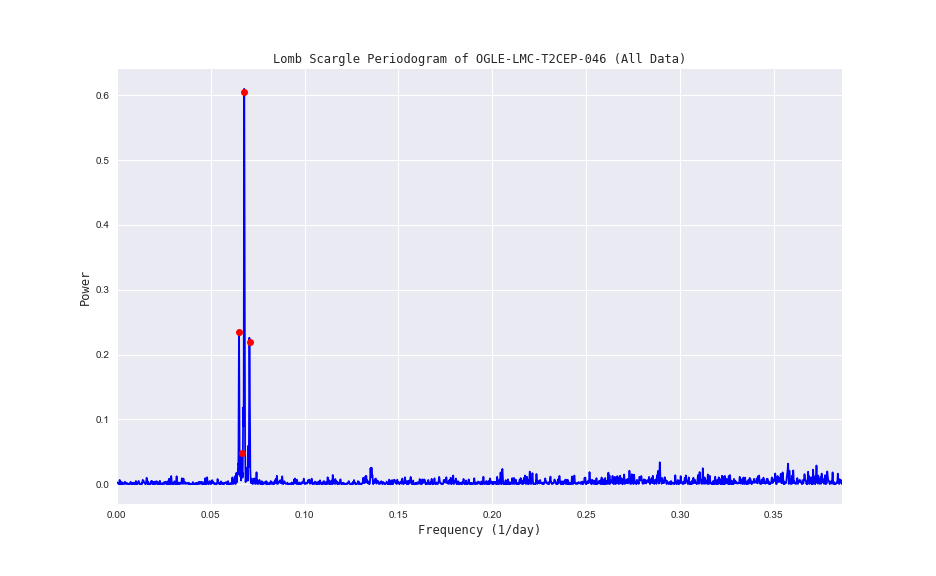 Lomb Scargle Periodogram of OGLE-LMC-T2CEP-046 (All Data)
0.6
0.5
0.4
0.3
0.2
0.1
0.0
Power
0.00 0.05 0.10 0.15 0.20 0.25 0.30 0.35
Frequency (1/day)